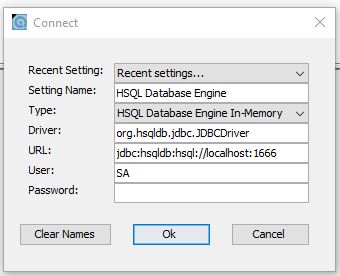 Connect
Recent Setting: Recent settings...
Setting Name: HSQL Database Engine
Type: HSQL Database Engine In-Memory
Driver: org.hsqldb.jdbc.JDBCDriver
URL: jdbc:hsqldb:hsql://localhost:1666
User: SA
Password:
Clear Names Ok Cancel